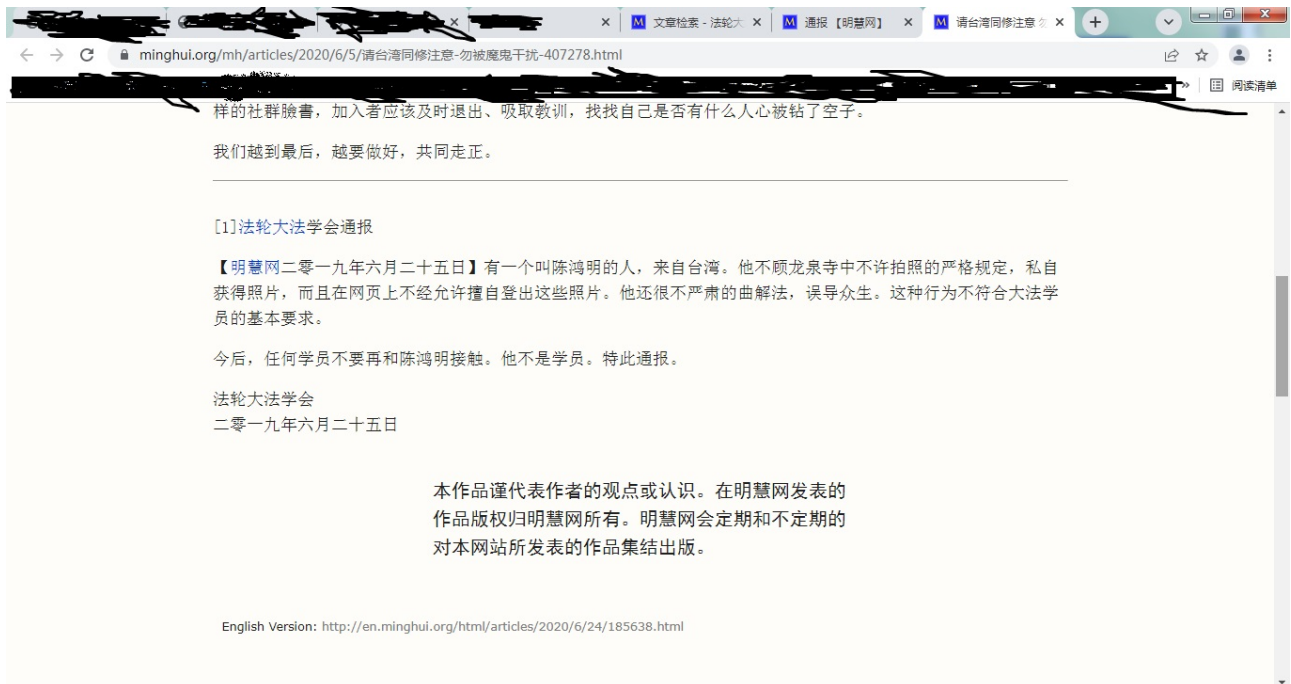 文章检索 - 法轮大
通报【明慧网】
请台湾同修注意
minghui.org/mh/articles/2020/6/5/请台湾同修注意-勿被魔鬼干扰-407278.html
阅读清单
样的社群脸書，加入者应该及时退出、吸取教训，找找自己是否有什么人心被钻了空子。
我们越到最后，越要做好，共同走正。
[1]法轮大法学会通报
【明慧网二零一九年六月二十五日】有一个叫陈鸿明的人，来自台湾。他不顾龙泉寺中不许拍照的严格规定，私自
获得照片，而且在网页上不经允许擅自登出这些照片。他还很不严肃的曲解法，误导众生。这种行为不符合大法学
员的基本要求。
今后，任何学员不要再和陈鸿明接触。他不是学员。特此通报。
法轮大法学会
二零一九年六月二十五日
本作品谨代表作者的观点或认识。在明慧网发表的
作品版权归明慧网所有。明慧网会定期和不定期的
对本网站所发表的作品集结出版。
English Version: http://en.minghui.org/html/articles/2020/6/24/185638.html